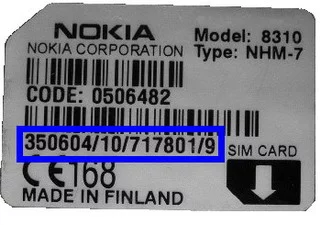 NOKIA
NOKIA CORPORATION
Model: 8310
Type: NHM-7
CODE: 0506482
350604/10/717801/9
SIM CARD
CE168
MADE IN FINLAND